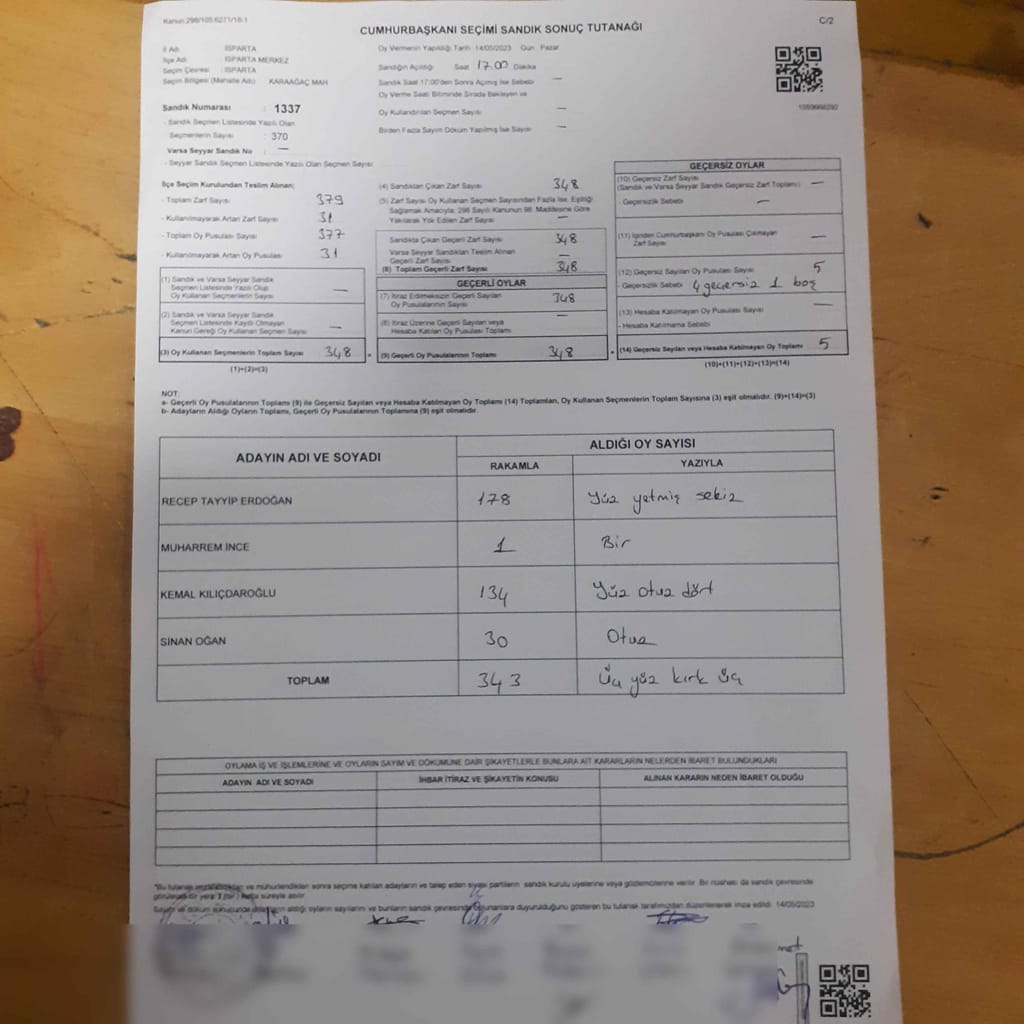 Kanun:298/105.6271/16.1
C/2
CUMHURBAŞKANI SEÇİMİ SANDIK SONUÇ TUTANAĞI
İl Adı : ISPARTA
İlçe Adı : ISPARTA MERKEZ
Seçim Çevresi : ISPARTA
Seçim Bölgesi (Mahalle Adı) : KARAAĞAÇ MAH
Sandık Numarası : 1337
- Sandık Seçmen Listesinde Yazılı Olan
Seçmenlerin Sayısı : 370
Varsa Seyyar Sandık No : —
- Seyyar Sandık Seçmen Listesinde Yazılı Olan Seçmen Sayısı
Oy Vermenin Yapıldığı Tarih : 14/05/2023 Gün : Pazar
Sandığın Açıldığı Saat 17.00 Dakika
Sandık Saat 17:00'den Sonra Açılmış İse Sebebi —
Oy Verme Saati Bitiminde Sırada Bekleyen ve
Oy Kullandırılan Seçmen Sayısı —
Birden Fazla Sayım Döküm Yapılmış İse Sayısı —
İlçe Seçim Kurulundan Teslim Alınan;
- Toplam Zarf Sayısı 379
- Kullanılmayarak Artan Zarf Sayısı 31
- Toplam Oy Pusulası Sayısı 377
- Kullanılmayarak Artan Oy Pusulası 31
(1) Sandık ve Varsa Seyyar Sandık
Seçmen Listesinde Yazılı Olup
Oy Kullanan Seçmenlerin Sayısı —
(2) Sandık ve Varsa Seyyar Sandık
Seçmen Listesinde Kayıtlı Olmayan
Kanun Gereği Oy Kullanan Seçmen Sayısı —
(3) Oy Kullanan Seçmenlerin Toplam Sayısı 348
(1)+(2)=(3)
(4) Sandıktan Çıkan Zarf Sayısı 348
(5) Zarf Sayısı Oy Kullanan Seçmen Sayısından Fazla İse, Eşitliği
Sağlamak Amacıyla; 298 Sayılı Kanunun 98. Maddesine Göre
Yakılarak Yok Edilen Zarf Sayısı —
Sandıkta Çıkan Geçerli Zarf Sayısı 348
Varsa Seyyar Sandıktan Teslim Alınan
Geçerli Zarf Sayısı —
(6) Toplam Geçerli Zarf Sayısı 348
GEÇERLİ OYLAR
(7) İtiraz Edilmeksizin Geçerli Sayılan
Oy Pusulalarının Sayısı 348
(8) İtiraz Üzerine Geçerli Sayılan veya
Hesaba Katılan Oy Pusulası Toplamı —
(9) Geçerli Oy Pusulalarının Toplamı 348
GEÇERSİZ OYLAR
(10) Geçersiz Zarf Sayısı
(Sandık ve Varsa Seyyar Sandık Geçersiz Zarf Toplamı) —
- Geçersizlik Sebebi —
(11) İçinden Cumhurbaşkanı Oy Pusulası Çıkmayan
Zarf Sayısı —
(12) Geçersiz Sayılan Oy Pusulası Sayısı 5
- Geçersizlik Sebebi 4 geçersiz 1 boş
(13) Hesaba Katılmayan Oy Pusulası Sayısı —
- Hesaba Katılmama Sebebi
(14) Geçersiz Sayılan veya Hesaba Katılmayan Oy Toplamı 5
(10)+(11)+(12)+(13)=(14)
NOT:
a- Geçerli Oy Pusulalarının Toplamı (9) ile Geçersiz Sayılan veya Hesaba Katılmayan Oy Toplamı (14) Toplamları, Oy Kullanan Seçmenlerin Toplam Sayısına (3) eşit olmalıdır. (9)+(14)=(3)
b- Adayların Aldığı Oyların Toplamı, Geçerli Oy Pusulalarının Toplamına (9) eşit olmalıdır.
ADAYIN ADI VE SOYADI
ALDIĞI OY SAYISI
RAKAMLA YAZIYLA
RECEP TAYYİP ERDOĞAN 178 Yüz yetmiş sekiz
MUHARREM İNCE 1 Bir
KEMAL KILIÇDAROĞLU 134 Yüz otuz dört
SİNAN OĞAN 30 Otuz
TOPLAM 343 Üç yüz kırk üç
OYLAMA İŞ VE İŞLEMLERİNE VE OYLARIN SAYIM VE DÖKÜMÜNE DAİR ŞİKAYETLERLE BUNLARA AİT KARARLARIN NELERDEN İBARET BULUNDUKLARI
ADAYIN ADI VE SOYADI İHBAR İTİRAZ VE ŞİKAYETİN KONUSU ALINAN KARARIN NEDEN İBARET OLDUĞU
"Bu tutanak imzalandıktan ve mühürlendikten sonra seçime katılan adayların ve talep eden siyasi partilerin sandık kurulu üyelerine veya gözlemcilerine verilir. Bir nüshası da sandık çevresinde
görülecek bir yere 1 (bir) hafta süreyle asılır.
Sayım ve döküm sonucunda adayların aldığı oyların sayılarını ve bunların sandık çevresinde bulunanlara duyurulduğunu gösteren bu tutanak tarafımızdan düzenlenerek imza edildi. 14/05/2023